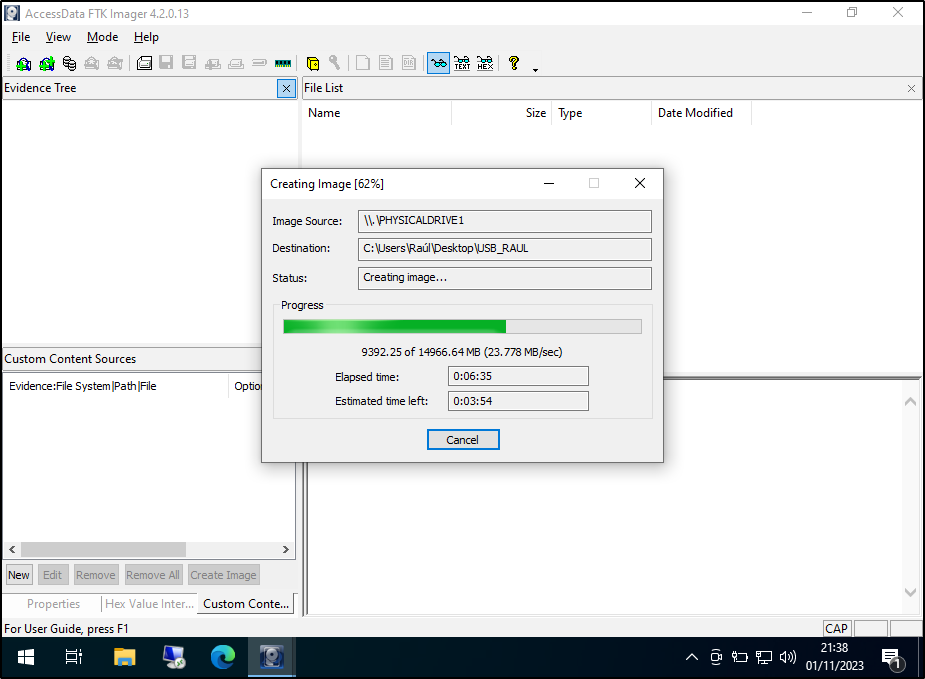 AccessData FTK Imager 4.2.0.13
File View Mode Help
TEXT HEX
Evidence Tree
File List
Name Size Type Date Modified
Creating Image [62%]
Image Source: \\.\PHYSICALDRIVE1
Destination: C:\Users\Raúl\Desktop\USB_RAUL
Status: Creating image...
Progress
9392.25 of 14966.64 MB (23.778 MB/sec)
Elapsed time: 0:06:35
Estimated time left: 0:03:54
Cancel
Custom Content Sources
Evidence:File System|Path|File Optio
New Edit Remove Remove All Create Image
Properties Hex Value Inter... Custom Conte...
For User Guide, press F1
CAP
21:38
01/11/2023
1